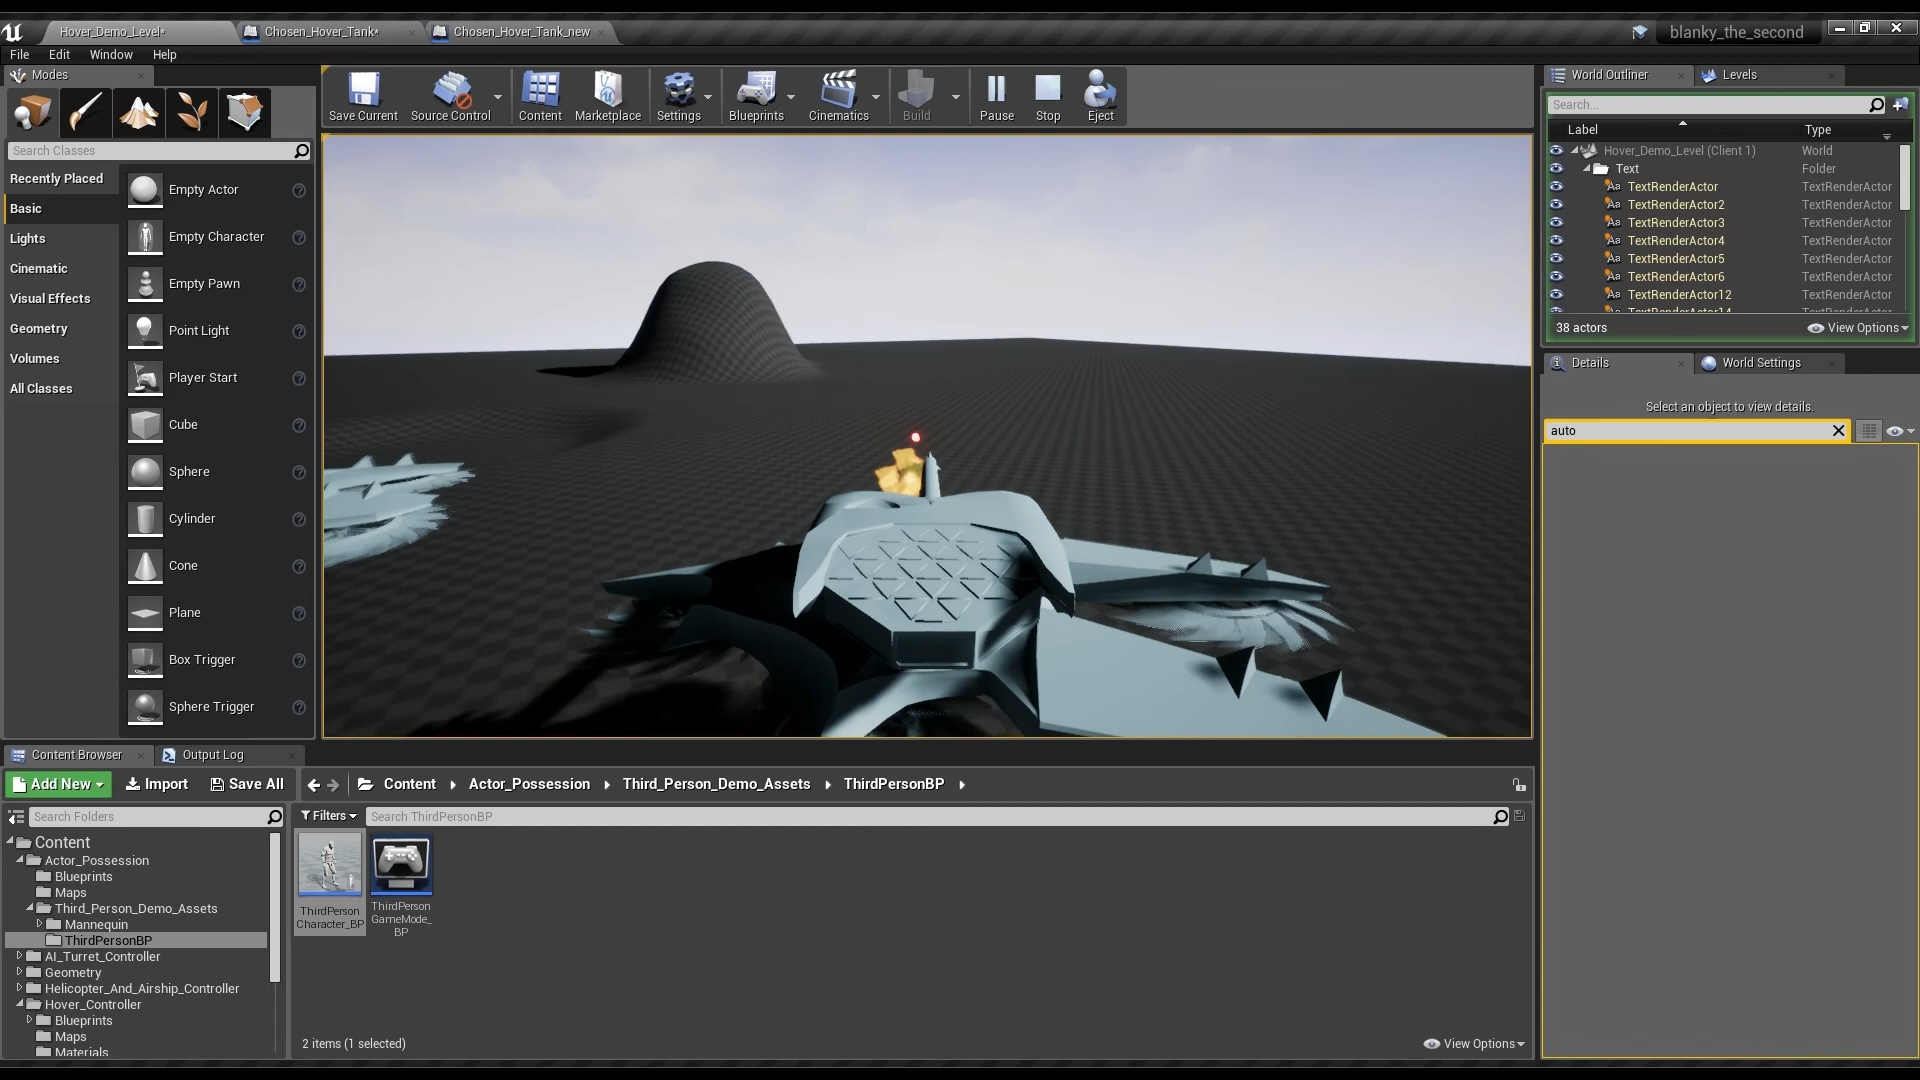 Hover_Demo_Level*
Chosen_Hover_Tank*
Chosen_Hover_Tank_new
blanky_the_second
File Edit Window Help
Modes
Save Current
Source Control
Content
Marketplace
Settings
Blueprints
Cinematics
Build
Pause
Stop
Eject
Search Classes
Recently Placed
Basic
Lights
Cinematic
Visual Effects
Geometry
Volumes
All Classes
Empty Actor
Empty Character
Empty Pawn
Point Light
Player Start
Cube
Sphere
Cylinder
Cone
Plane
Box Trigger
Sphere Trigger
World Outliner
Levels
Search...
Label Type
Hover_Demo_Level (Client 1) World
Text Folder
TextRenderActor TextRenderActor
TextRenderActor2 TextRenderActor
TextRenderActor3 TextRenderActor
TextRenderActor4 TextRenderActor
TextRenderActor5 TextRenderActor
TextRenderActor6 TextRenderActor
TextRenderActor12 TextRenderActor
TextRenderActor14 TextRenderActor
38 actors
View Options
Details
World Settings
Select an object to view details.
auto
Content Browser
Output Log
Add New
Import
Save All
Content
Actor_Possession
Third_Person_Demo_Assets
ThirdPersonBP
Search Folders
Filters
Search ThirdPersonBP
Content
Actor_Possession
Blueprints
Maps
Third_Person_Demo_Assets
Mannequin
ThirdPersonBP
AI_Turret_Controller
Geometry
Helicopter_And_Airship_Controller
Hover_Controller
Blueprints
Maps
Materials
ThirdPerson
Character_BP
ThirdPerson
GameMode_
BP
2 items (1 selected)
View Options